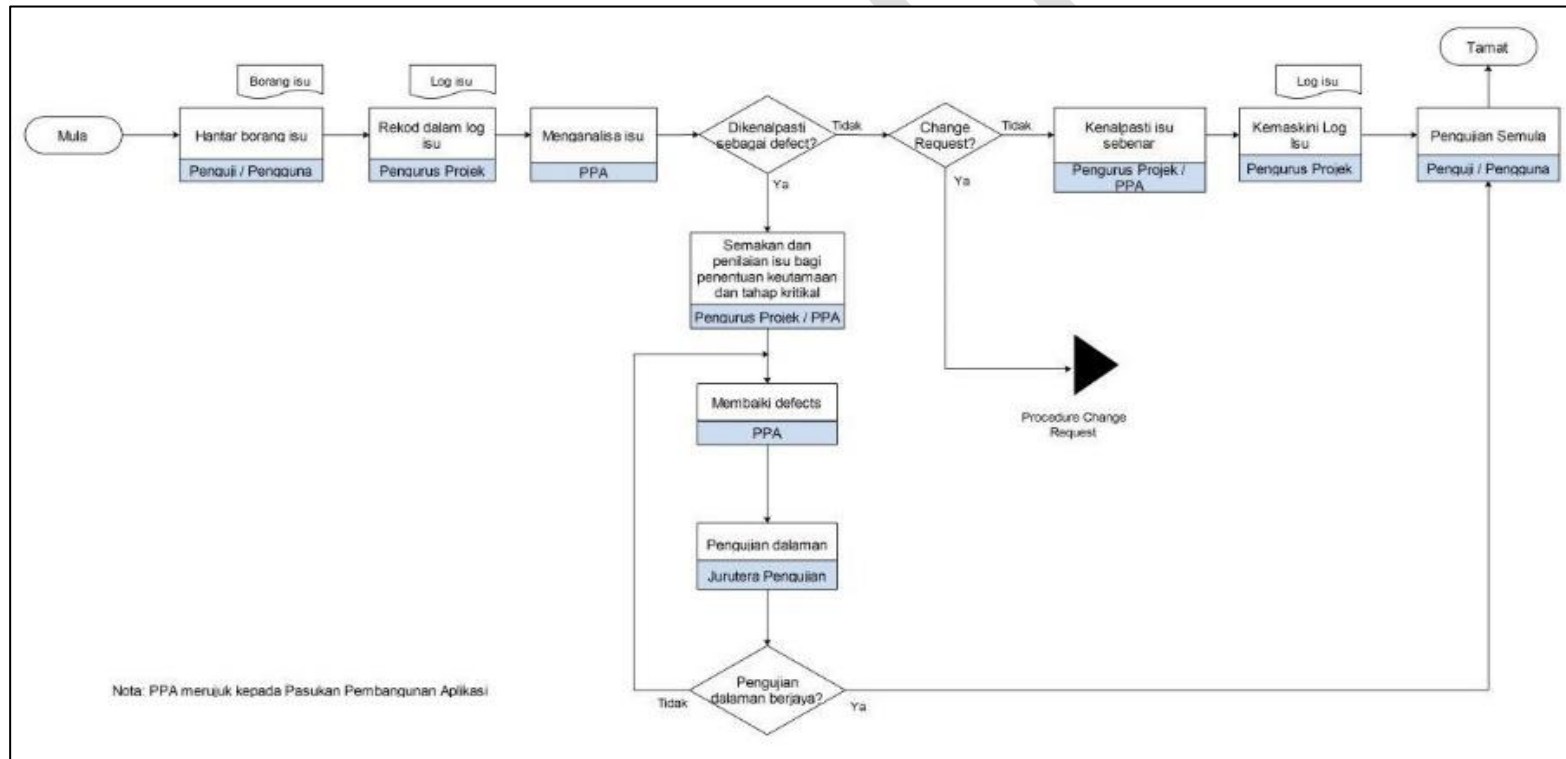 Tamat
Borang isu
Log isu
Log isu
Mula
Hantar borang isu
Penguji / Pengguna
Rekod dalam log
isu
Pengurus Projek
Menganalisa isu
PPA
Dikenalpasti
sebagai defect?
Tidak
Ya
Change
Request?
Tidak
Ya
Kenalpasti isu
sebenar
Pengurus Projek /
PPA
Kemaskini Log
Isu
Pengurus Projek
Pengujian Semula
Penguji / Pengguna
Semakan dan
penilaian isu bagi
penentuan keutamaan
dan tahap kritikal
Pengurus Projek / PPA
Membaiki defects
PPA
Procedure Change
Request
Pengujian dalaman
Jurutera Pengujian
Pengujian
dalaman berjaya?
Tidak
Ya
Nota: PPA merujuk kepada Pasukan Pembangunan Aplikasi